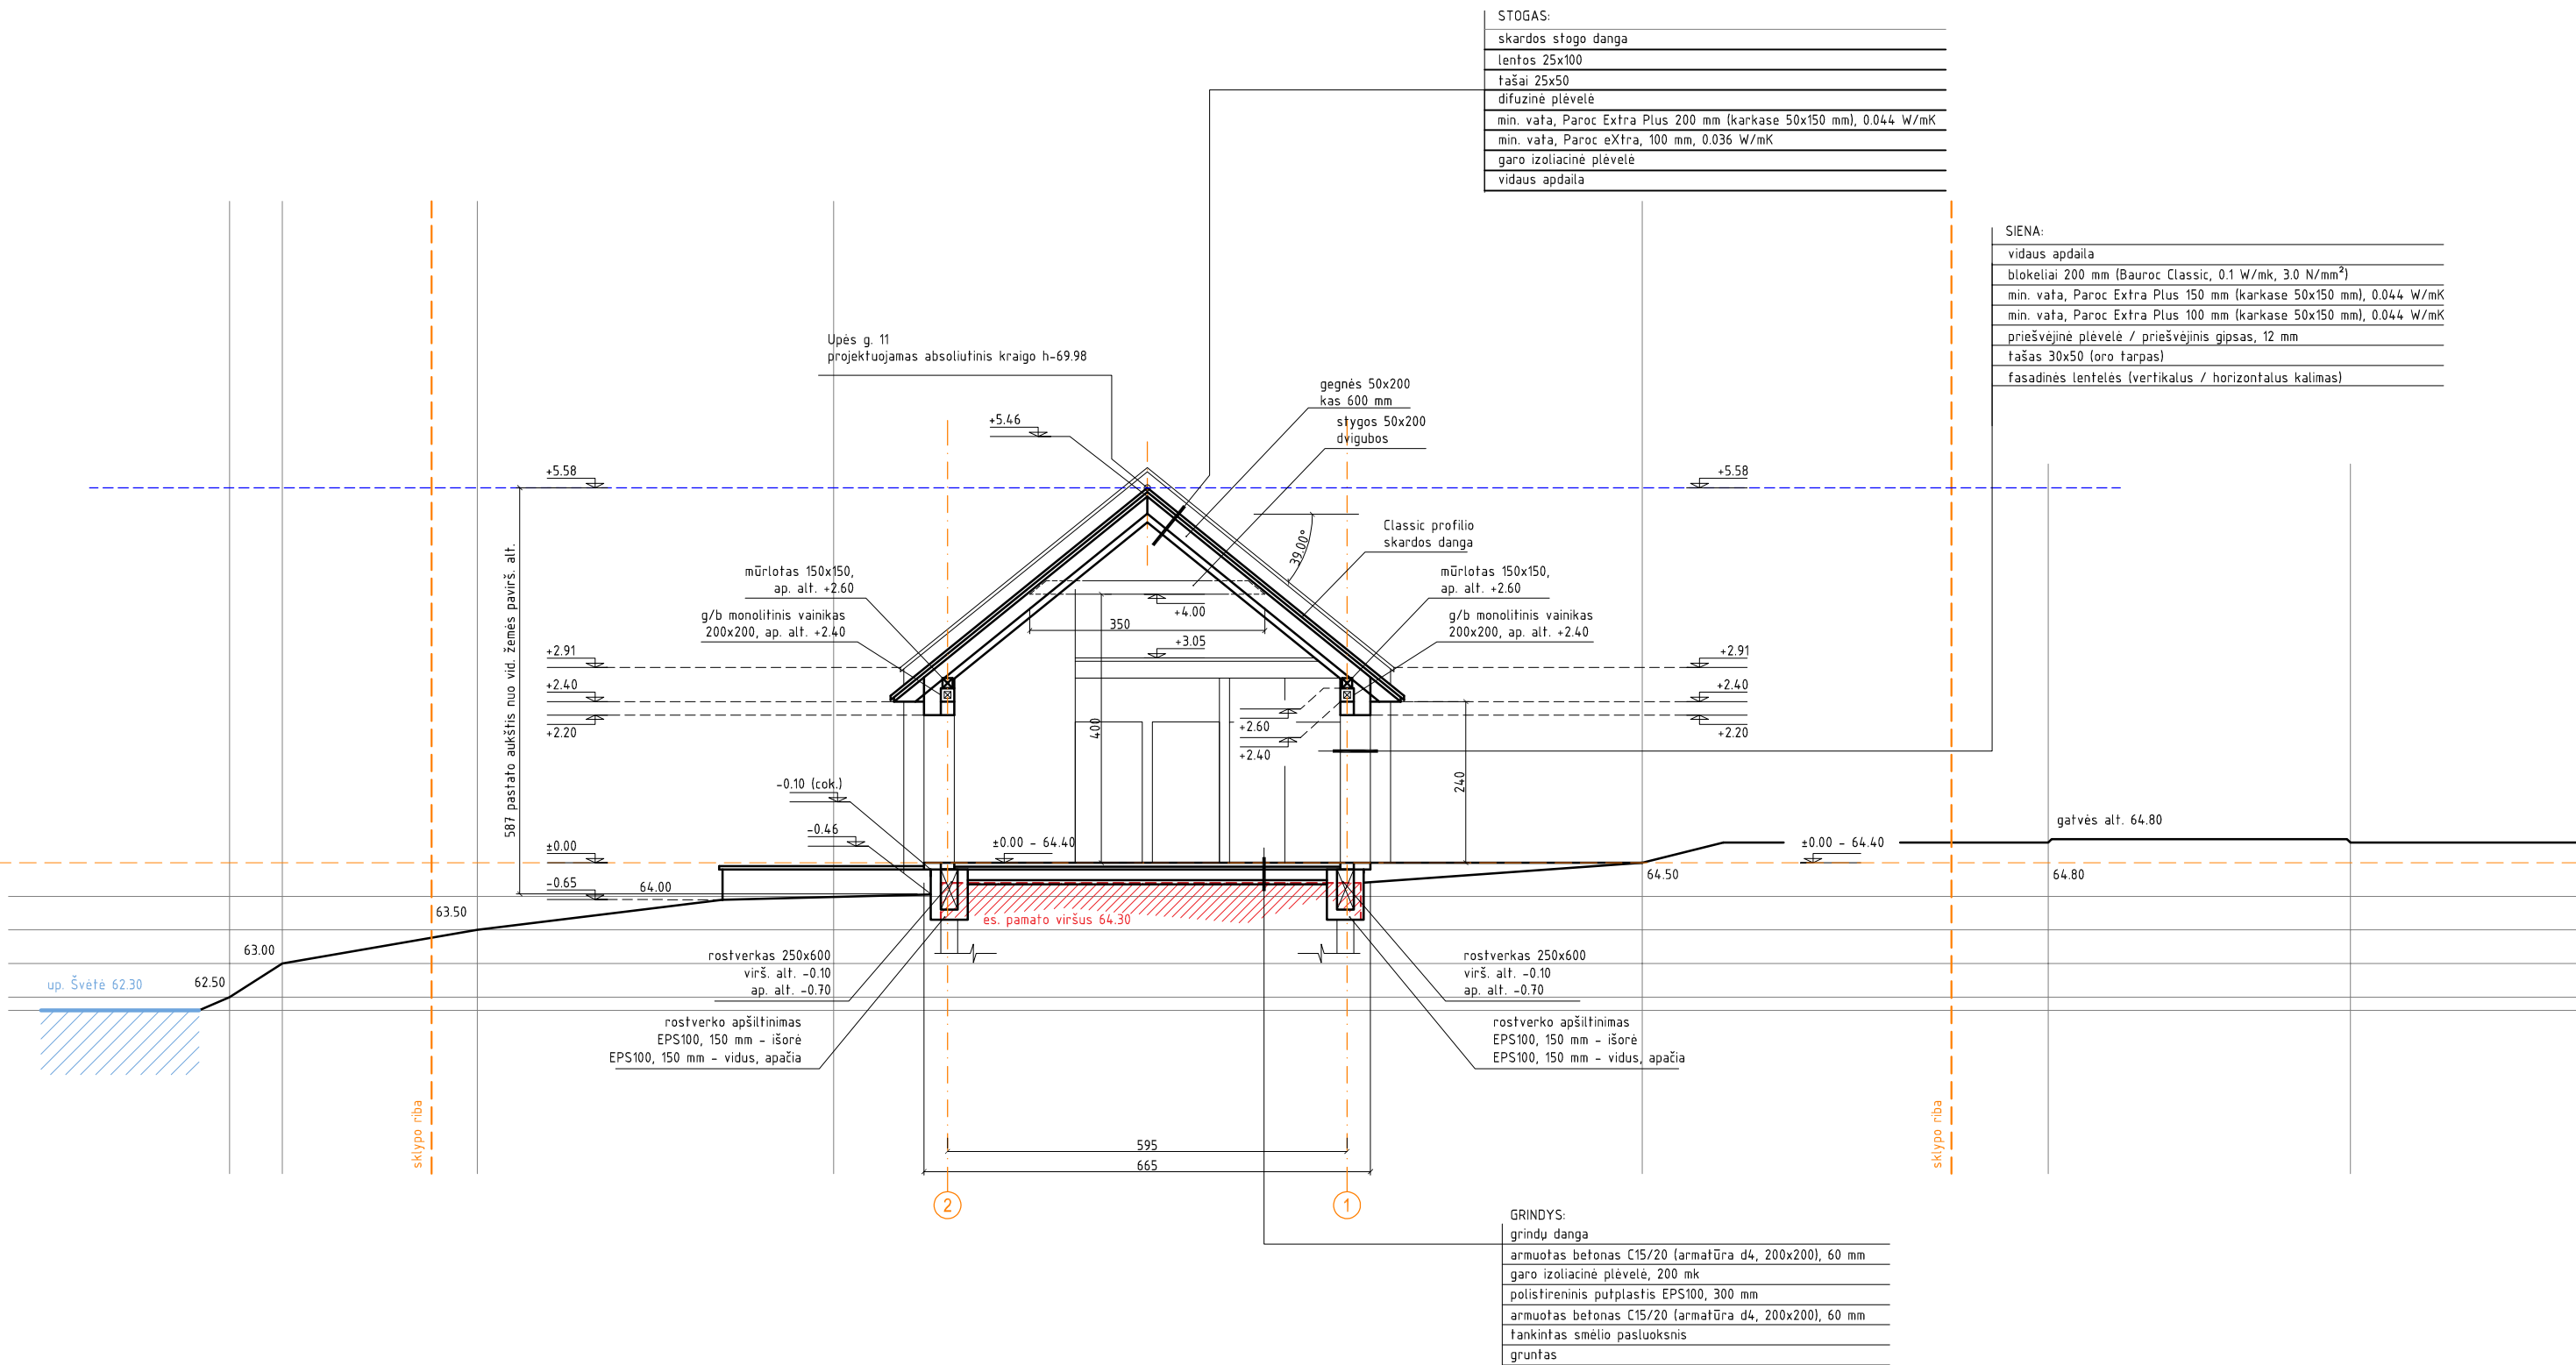 STOGAS:
skardos stogo danga
lentos 25x100
tašai 25x50
difuzinė plėvelė
min. vata, Paroc Extra Plus 200 mm (karkase 50x150 mm), 0.044 W/mK
min. vata, Paroc eXtra, 100 mm, 0.036 W/mK
garo izoliacinė plėvelė
vidaus apdaila
SIENA:
vidaus apdaila
blokeliai 200 mm (Bauroc Classic, 0.1 W/mk, 3.0 N/mm²)
min. vata, Paroc Extra Plus 150 mm (karkase 50x150 mm), 0.044 W/mK
min. vata, Paroc Extra Plus 100 mm (karkase 50x150 mm), 0.044 W/mK
priešvėjinė plėvelė / priešvėjinis gipsas, 12 mm
tašas 30x50 (oro tarpas)
fasadinės lentelės (vertikalus / horizontalus kalimas)
Upės g. 11
projektuojamas absoliutinis kraigo h-69.98
gegnės 50x200
kas 600 mm
stygos 50x200
dvigubos
+5.46
+5.58
+5.58
39.00°
Classic profilio
skardos danga
mūrlotas 150x150,
ap. alt. +2.60
g/b monolitinis vainikas
200x200, ap. alt. +2.40
mūrlotas 150x150,
ap. alt. +2.60
g/b monolitinis vainikas
200x200, ap. alt. +2.40
587 pastato aukštis nuo vid. žemės pavirš. alt.
+4.00
350
+3.05
+2.91
+2.40
+2.20
+2.91
+2.40
+2.20
400
+2.60
+2.40
240
-0.10 (cok.)
-0.46
±0.00
-0.65
±0.00 - 64.40
±0.00 - 64.40
gatvės alt. 64.80
64.00
63.50
63.00
62.50
64.50
64.80
up. Švėtė 62.30
es. pamato viršus 64.30
rostverkas 250x600
virš. alt. -0.10
ap. alt. -0.70
rostverkas 250x600
virš. alt. -0.10
ap. alt. -0.70
rostverko apšiltinimas
EPS100, 150 mm - išorė
EPS100, 150 mm - vidus, apačia
rostverko apšiltinimas
EPS100, 150 mm - išorė
EPS100, 150 mm - vidus, apačia
sklypo riba
sklypo riba
595
665
2
1
GRINDYS:
grindų danga
armuotas betonas C15/20 (armatūra d4, 200x200), 60 mm
garo izoliacinė plėvelė, 200 mk
polistireninis putplastis EPS100, 300 mm
armuotas betonas C15/20 (armatūra d4, 200x200), 60 mm
tankintas smėlio pasluoksnis
gruntas